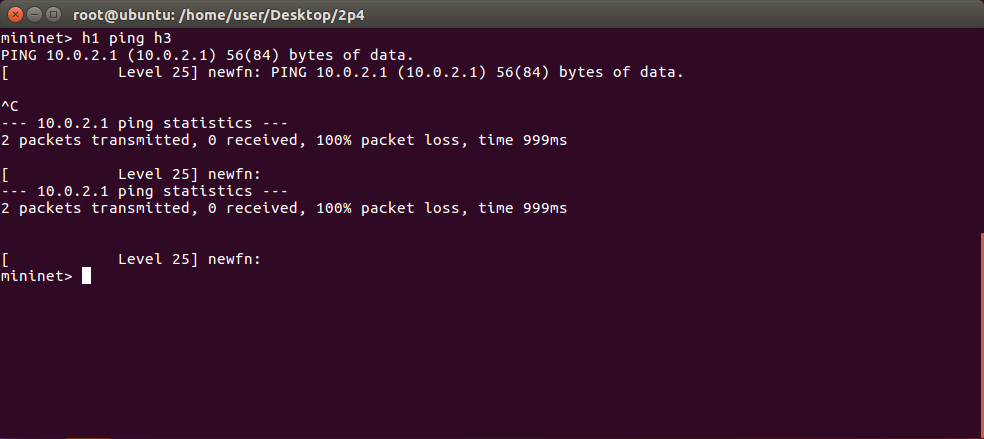 root@ubuntu: /home/user/Desktop/2p4
mininet> h1 ping h3
PING 10.0.2.1 (10.0.2.1) 56(84) bytes of data.
[             Level 25] newfn: PING 10.0.2.1 (10.0.2.1) 56(84) bytes of data.
^C
--- 10.0.2.1 ping statistics ---
2 packets transmitted, 0 received, 100% packet loss, time 999ms
[             Level 25] newfn:
--- 10.0.2.1 ping statistics ---
2 packets transmitted, 0 received, 100% packet loss, time 999ms
[             Level 25] newfn:
mininet>